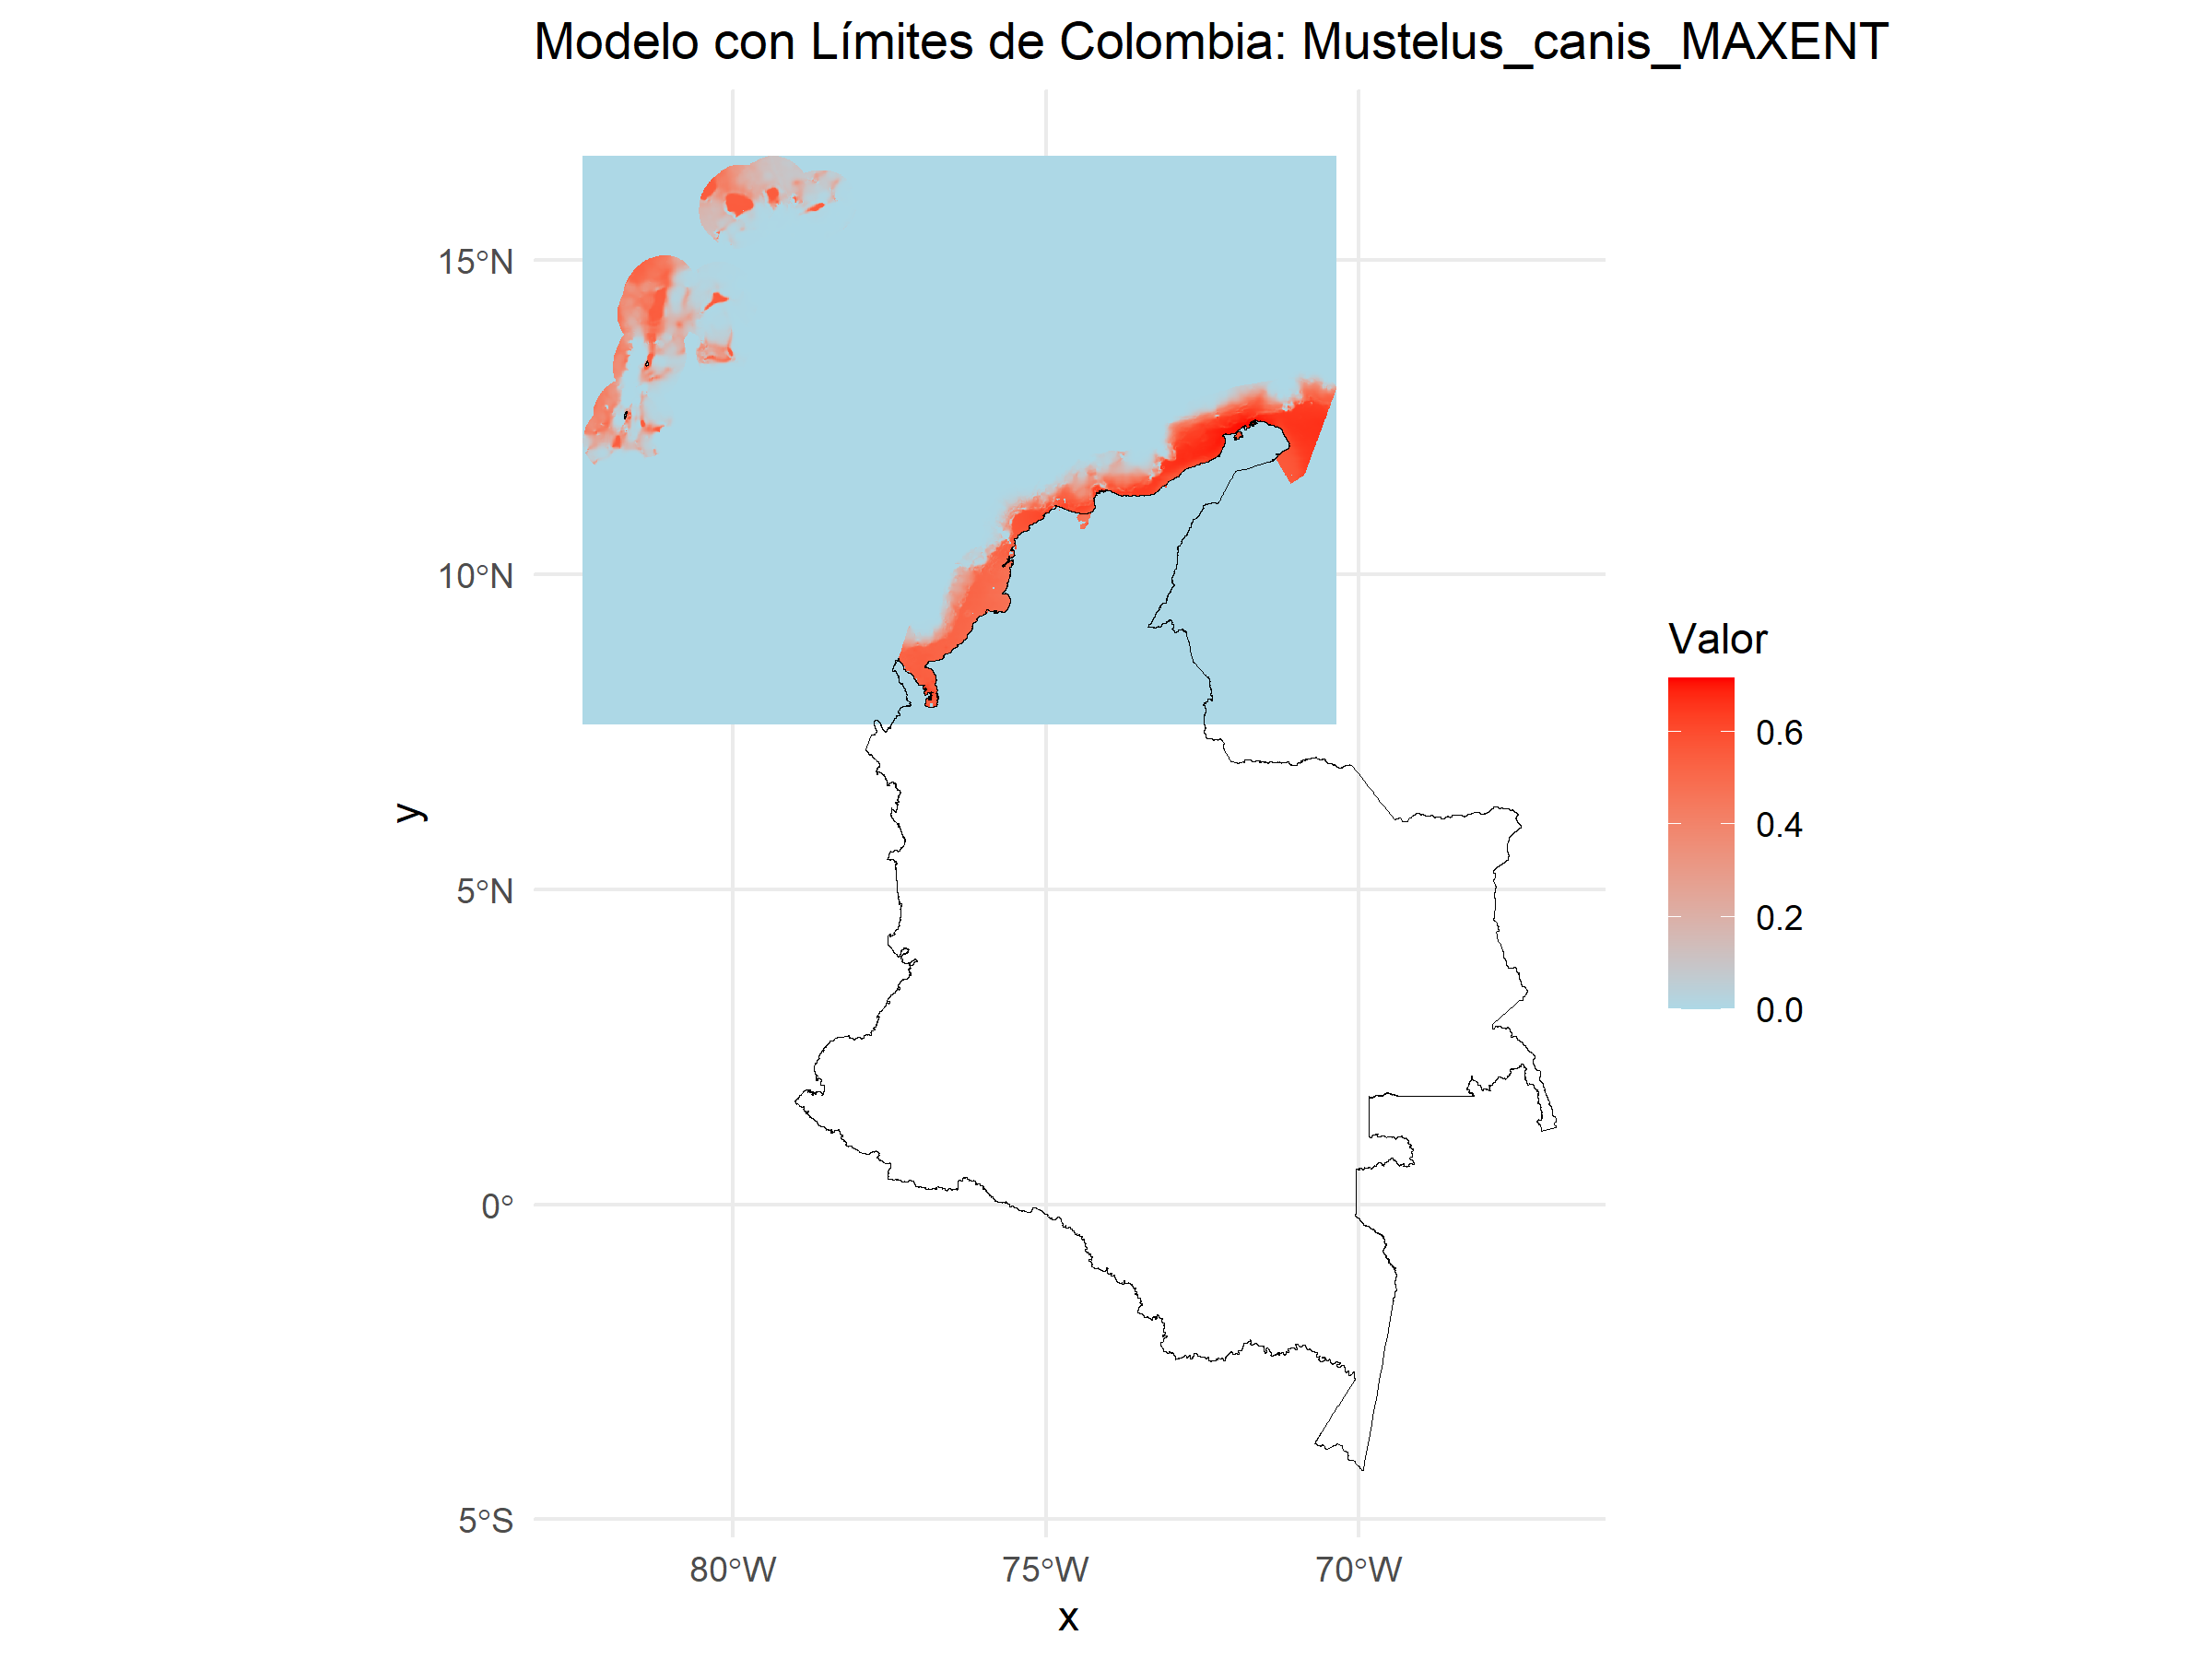 Modelo con Límites de Colombia: Mustelus_canis_MAXENT
15°N
10°N
5°N
0°
5°S
y
80°W
75°W
70°W
x
Valor
0.6
0.4
0.2
0.0